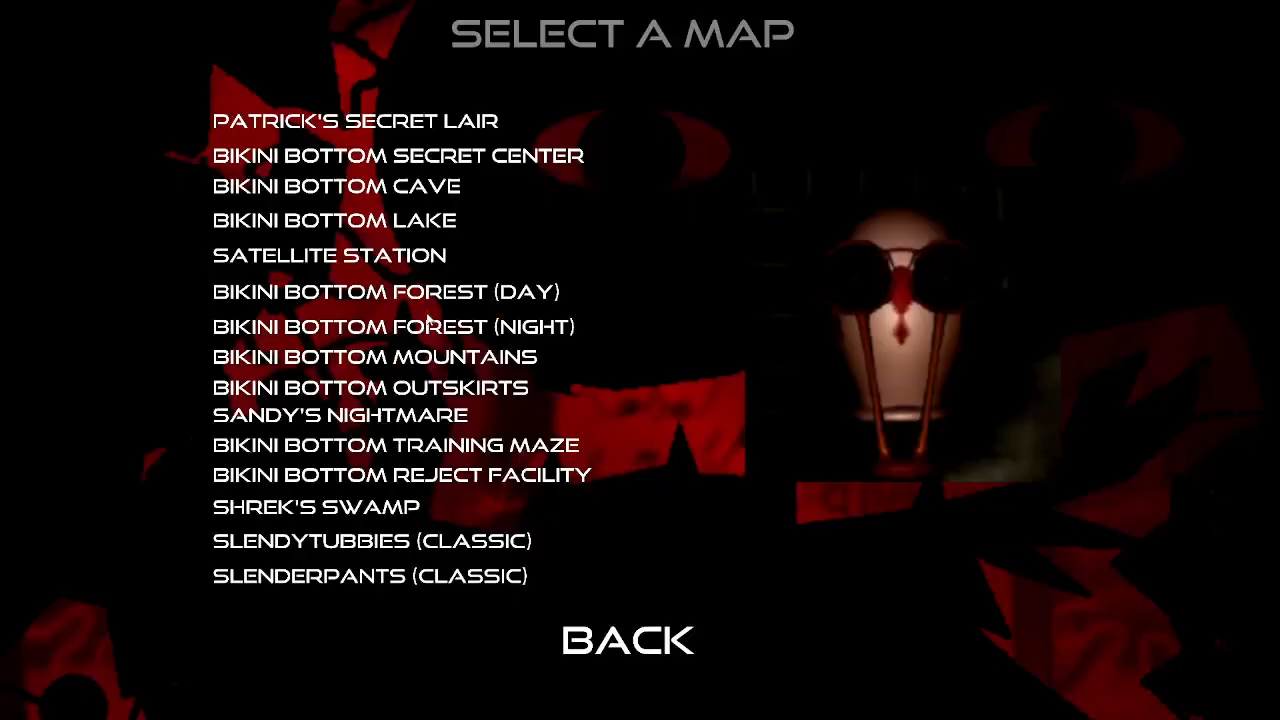 SELECT A MAP
PATRICK'S SECRET LAIR
BIKINI BOTTOM SECRET CENTER
BIKINI BOTTOM CAVE
BIKINI BOTTOM LAKE
SATELLITE STATION
BIKINI BOTTOM FOREST (DAY)
BIKINI BOTTOM FOREST (NIGHT)
BIKINI BOTTOM MOUNTAINS
BIKINI BOTTOM OUTSKIRTS
SANDY'S NIGHTMARE
BIKINI BOTTOM TRAINING MAZE
BIKINI BOTTOM REJECT FACILITY
SHREK'S SWAMP
SLENDYTUBBIES (CLASSIC)
SLENDERPANTS (CLASSIC)
BACK